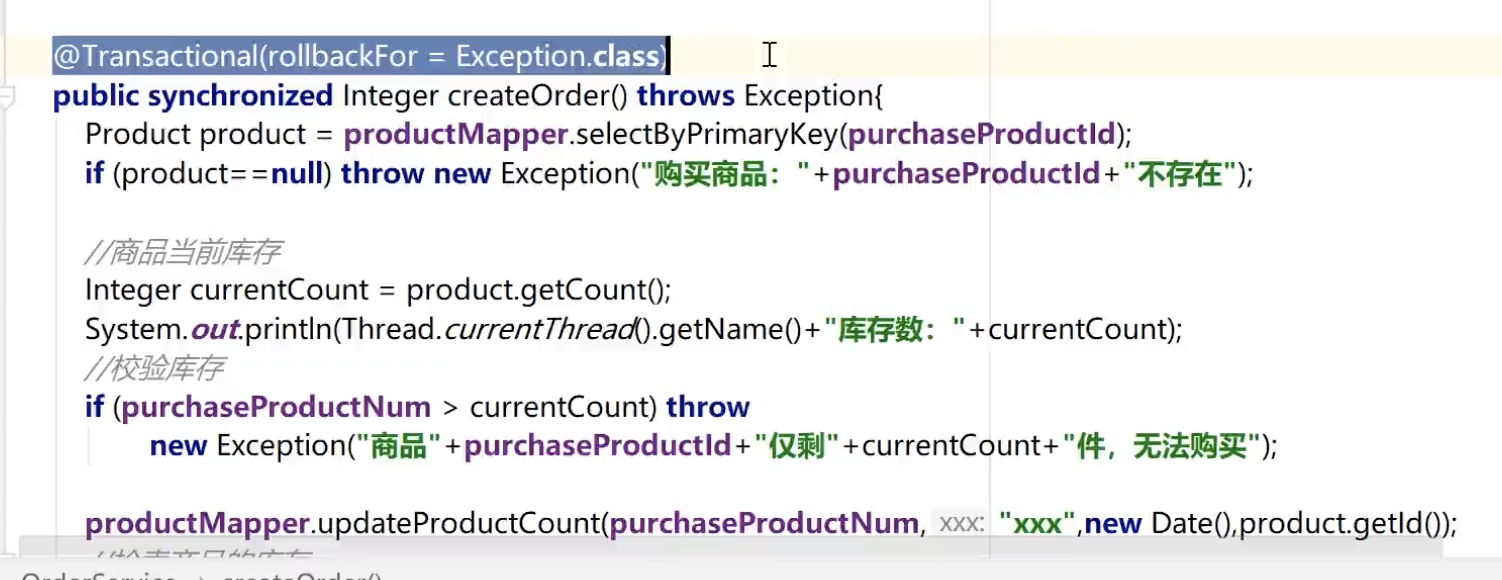 @Transactional(rollbackFor = Exception.class)
public synchronized Integer createOrder() throws Exception{
Product product = productMapper.selectByPrimaryKey(purchaseProductId);
if (product==null) throw new Exception("购买商品："+purchaseProductId+"不存在");
//商品当前库存
Integer currentCount = product.getCount();
System.out.println(Thread.currentThread().getName()+"库存数："+currentCount);
//校验库存
if (purchaseProductNum > currentCount) throw
new Exception("商品"+purchaseProductId+"仅剩"+currentCount+"件，无法购买");
productMapper.updateProductCount(purchaseProductNum, xxx: "xxx",new Date(),product.getId());
OrderService > createOrder()